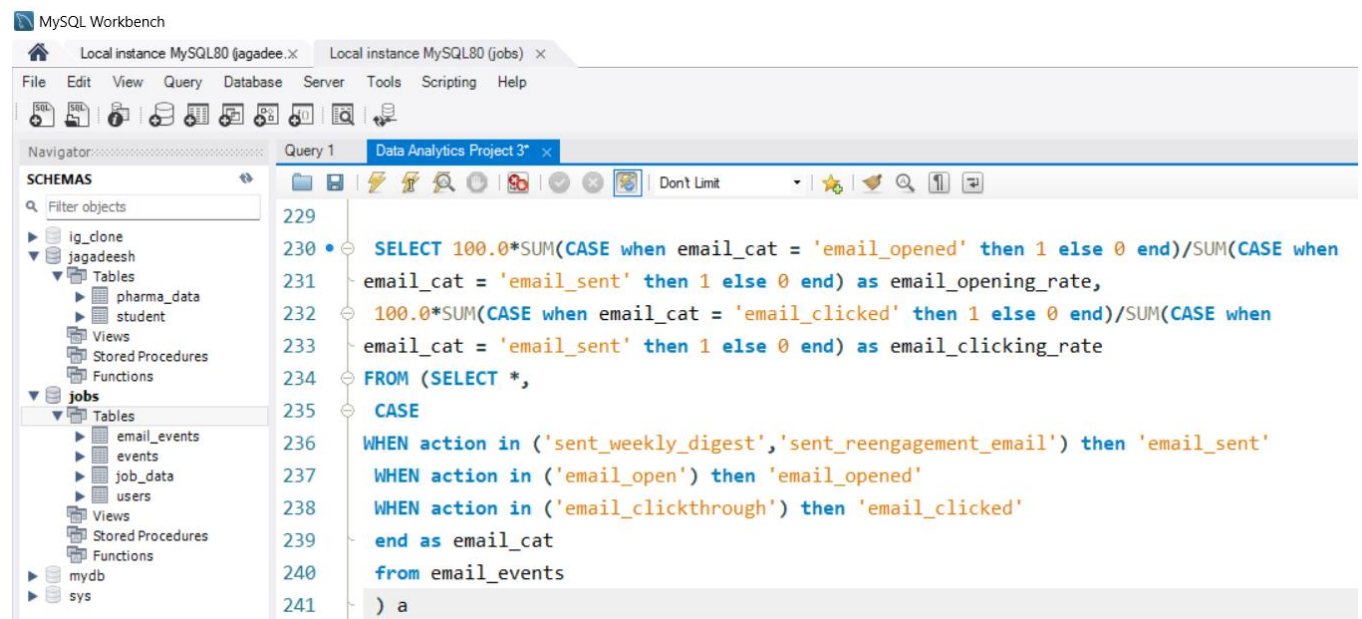 MySQL Workbench
Local instance MySQL80 (jagadee. × Local instance MySQL80 (jobs) ×
File Edit View Query Database Server Tools Scripting Help
Navigator
SCHEMAS
Filter objects
ig_clone
jagadeesh
Tables
pharma_data
student
Views
Stored Procedures
Functions
jobs
Tables
email_events
events
job_data
users
Views
Stored Procedures
Functions
mydb
sys
Query 1 Data Analytics Project 3* ×
Don't Limit
229
230 SELECT 100.0*SUM(CASE when email_cat = 'email_opened' then 1 else 0 end)/SUM(CASE when
231 email_cat = 'email_sent' then 1 else 0 end) as email_opening_rate,
232 100.0*SUM(CASE when email_cat = 'email_clicked' then 1 else 0 end)/SUM(CASE when
233 email_cat = 'email_sent' then 1 else 0 end) as email_clicking_rate
234 FROM (SELECT *,
235 CASE
236 WHEN action in ('sent_weekly_digest','sent_reengagement_email') then 'email_sent'
237 WHEN action in ('email_open') then 'email_opened'
238 WHEN action in ('email_clickthrough') then 'email_clicked'
239 end as email_cat
240 from email_events
241 ) a